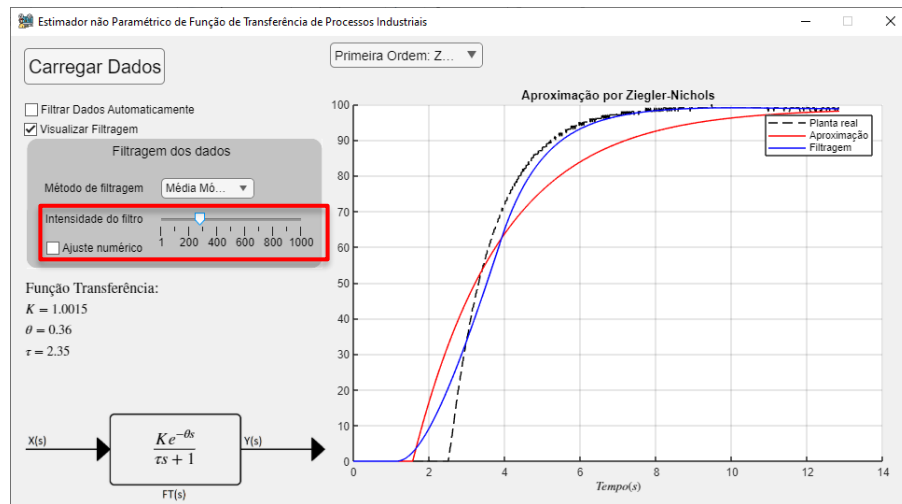 Estimador não Paramétrico de Função de Transferência de Processos Industriais
Carregar Dados
Primeira Ordem: Z...
Filtrar Dados Automaticamente
Visualizar Filtragem
Filtragem dos dados
Método de filtragem
Média Mó...
Intensidade do filtro
1 200 400 600 800 1000
Ajuste numérico
Função Transferência:
K = 1.0015
θ = 0.36
τ = 2.35
X(s)
Ke^{-θs}
τs + 1
Y(s)
FT(s)
Aproximação por Ziegler-Nichols
100
90
80
70
60
50
40
30
20
10
0
0 2 4 6 8 10 12 14
Tempo(s)
Planta real
Aproximação
Filtragem